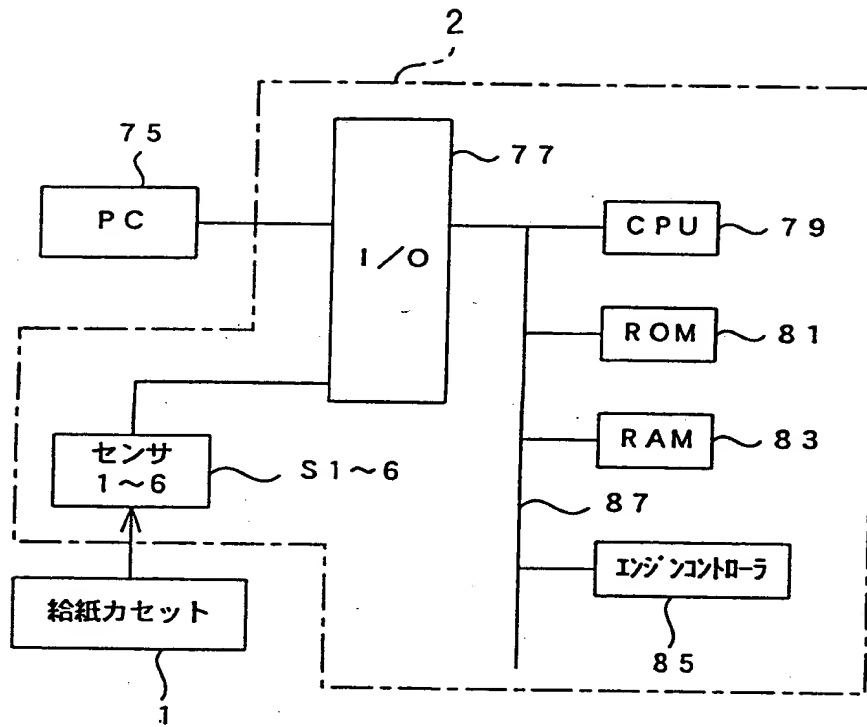 2
75
PC
77
I/O
CPU
79
ROM
81
RAM
83
センサ
1~6
S1~6
87
エンジンコントローラ
85
給紙カセット
1